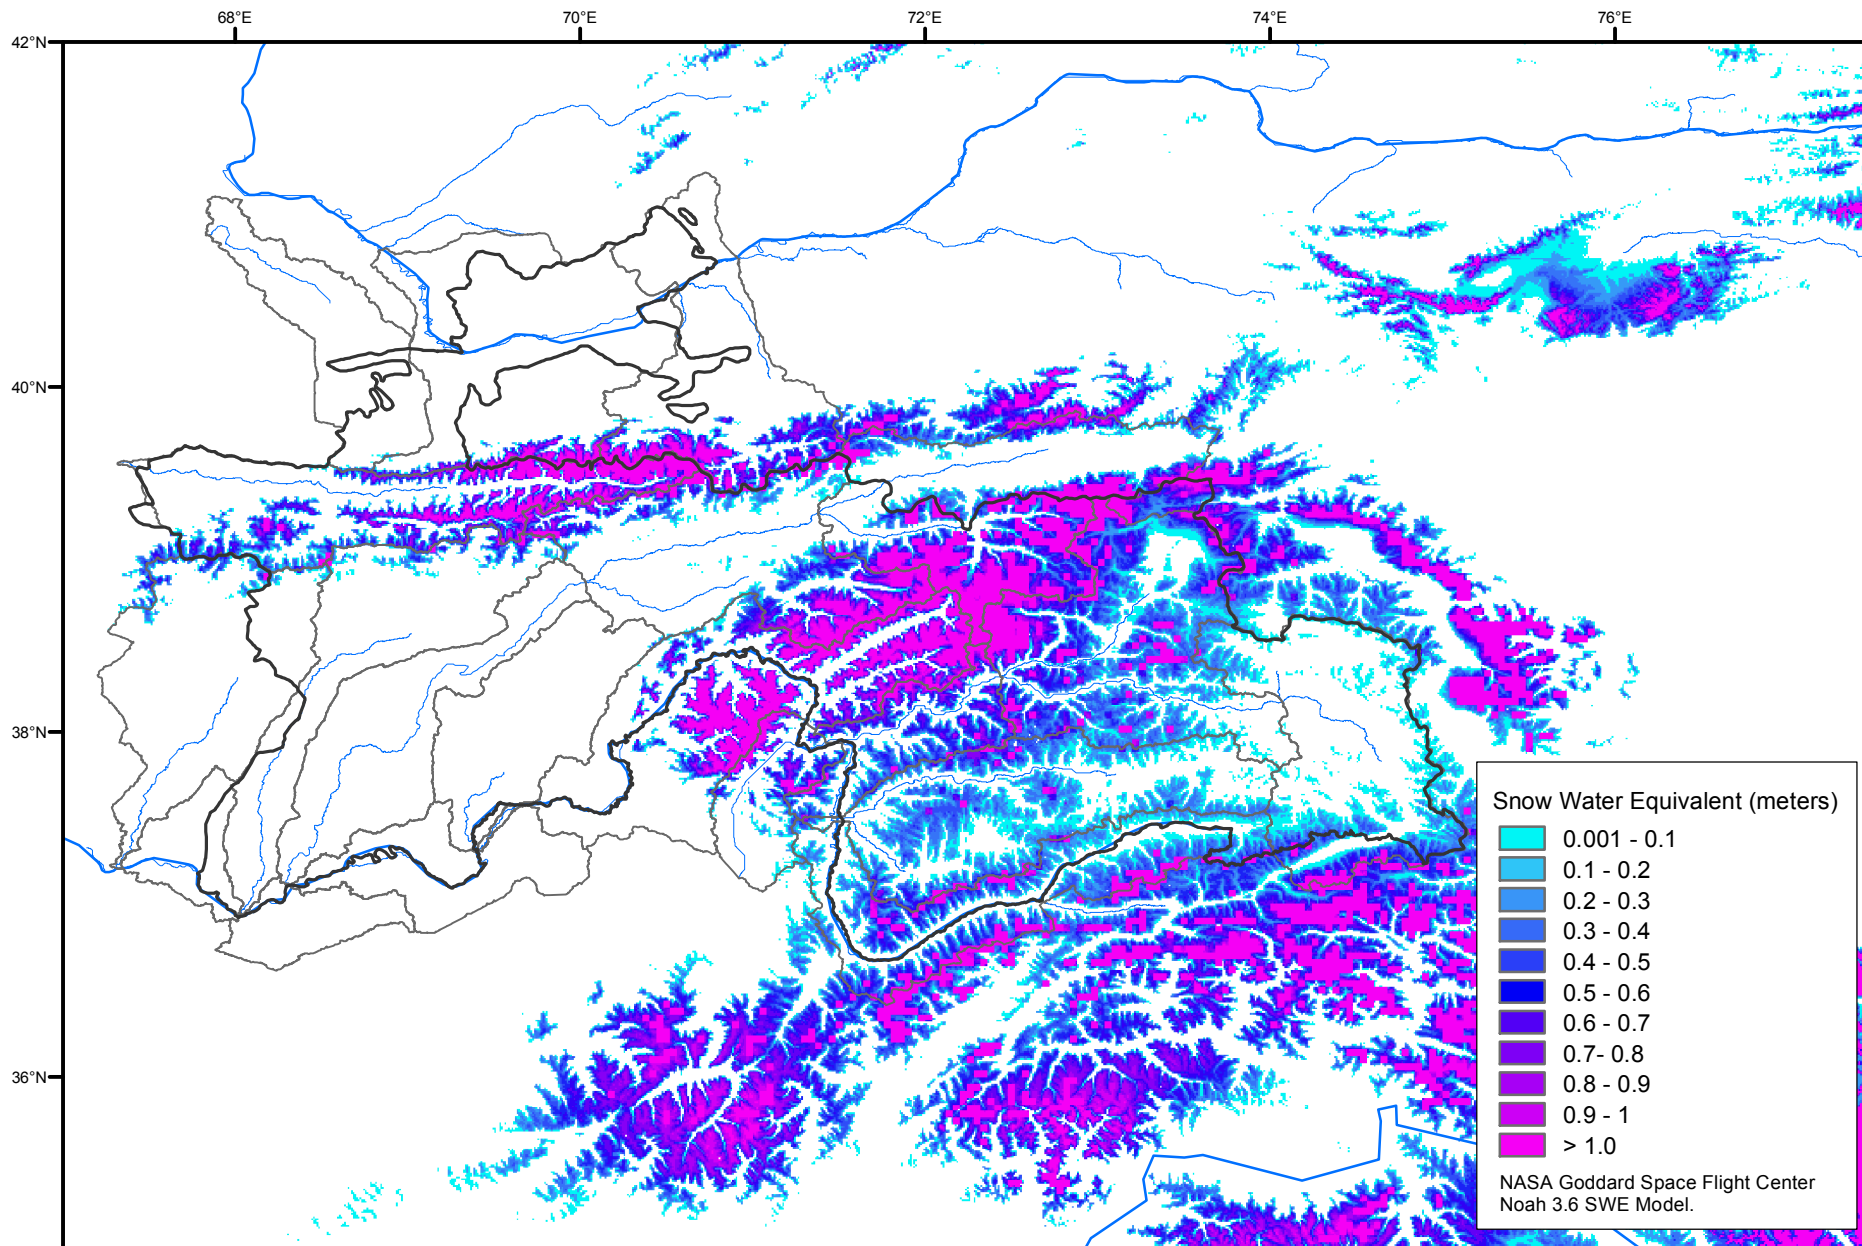 68°E
70°E
72°E
74°E
76°E
42°N
40°N
38°N
36°N
Snow Water Equivalent (meters)
0.001 - 0.1
0.1 - 0.2
0.2 - 0.3
0.3 - 0.4
0.4 - 0.5
0.5 - 0.6
0.6 - 0.7
0.7- 0.8
0.8 - 0.9
0.9 - 1
> 1.0
NASA Goddard Space Flight Center
Noah 3.6 SWE Model.